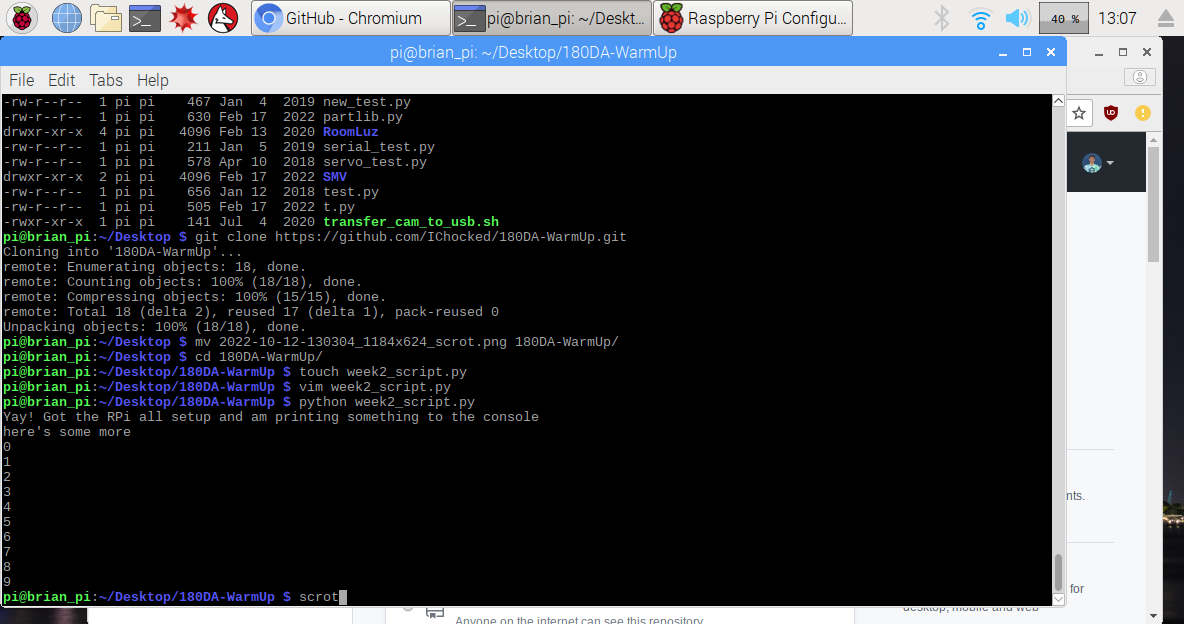 GitHub - Chromium
pi@brian_pi: ~/Deskt...
Raspberry Pi Configu...
40 %
13:07
pi@brian_pi: ~/Desktop/180DA-WarmUp
File Edit Tabs Help
-rw-r--r-- 1 pi pi 467 Jan 4 2019 new_test.py
-rw-r--r-- 1 pi pi 630 Feb 17 2022 partlib.py
drwxr-xr-x 4 pi pi 4096 Feb 13 2020 RoomLuz
-rw-r--r-- 1 pi pi 211 Jan 5 2019 serial_test.py
-rw-r--r-- 1 pi pi 578 Apr 10 2018 servo_test.py
drwxr-xr-x 2 pi pi 4096 Feb 17 2022 SMV
-rw-r--r-- 1 pi pi 656 Jan 12 2018 test.py
-rw-r--r-- 1 pi pi 505 Feb 17 2022 t.py
-rwxr-xr-x 1 pi pi 141 Jul 4 2020 transfer_cam_to_usb.sh
pi@brian_pi:~/Desktop $ git clone https://github.com/IChocked/180DA-WarmUp.git
Cloning into '180DA-WarmUp'...
remote: Enumerating objects: 18, done.
remote: Counting objects: 100% (18/18), done.
remote: Compressing objects: 100% (15/15), done.
remote: Total 18 (delta 2), reused 17 (delta 1), pack-reused 0
Unpacking objects: 100% (18/18), done.
pi@brian_pi:~/Desktop $ mv 2022-10-12-130304_1184x624_scrot.png 180DA-WarmUp/
pi@brian_pi:~/Desktop $ cd 180DA-WarmUp/
pi@brian_pi:~/Desktop/180DA-WarmUp $ touch week2_script.py
pi@brian_pi:~/Desktop/180DA-WarmUp $ vim week2_script.py
pi@brian_pi:~/Desktop/180DA-WarmUp $ python week2_script.py
Yay! Got the RPi all setup and am printing something to the console
here's some more
0
1
2
3
4
5
6
7
8
9
pi@brian_pi:~/Desktop/180DA-WarmUp $ scrot
nts.
for
desktop, mobile and web
Anyone on the internet can see this repository